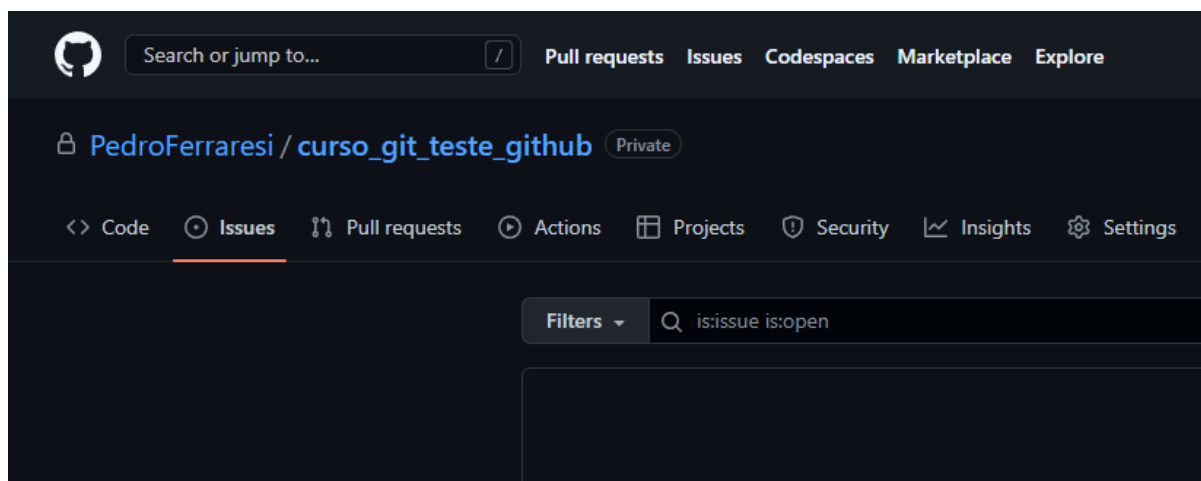 Search or jump to... / Pull requests Issues Codespaces Marketplace Explore
PedroFerraresi / curso_git_teste_github Private
<> Code Issues Pull requests Actions Projects Security Insights Settings
Filters is:issue is:open